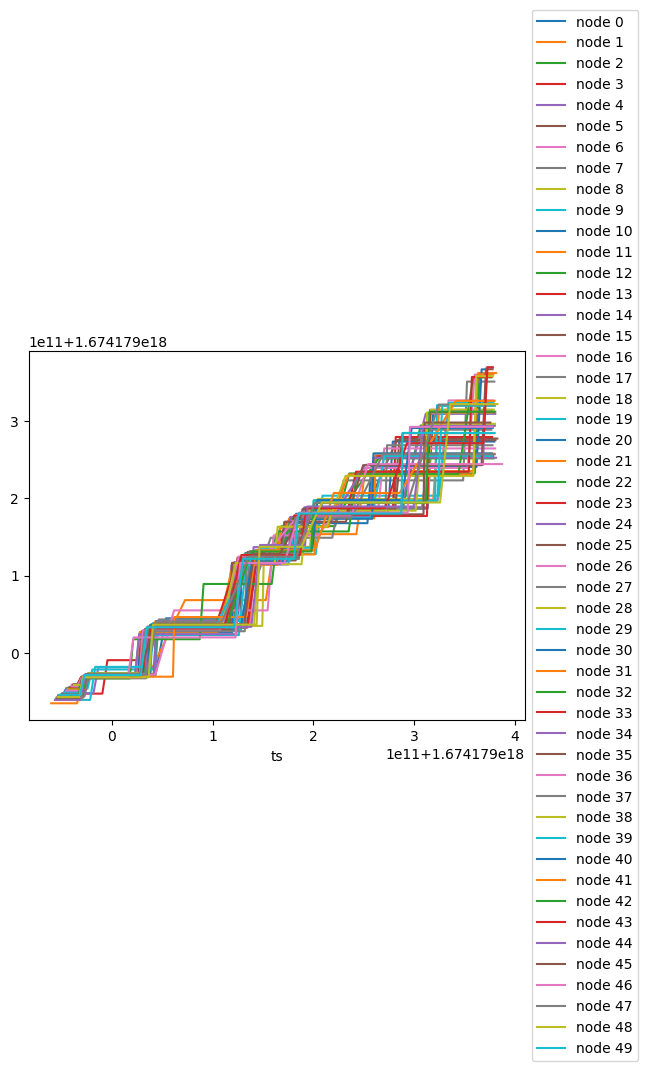 1e11+1.674179e18
3
2
1
0
0
1
2
3
4
ts
1e11+1.674179e18
node 0
node 1
node 2
node 3
node 4
node 5
node 6
node 7
node 8
node 9
node 10
node 11
node 12
node 13
node 14
node 15
node 16
node 17
node 18
node 19
node 20
node 21
node 22
node 23
node 24
node 25
node 26
node 27
node 28
node 29
node 30
node 31
node 32
node 33
node 34
node 35
node 36
node 37
node 38
node 39
node 40
node 41
node 42
node 43
node 44
node 45
node 46
node 47
node 48
node 49